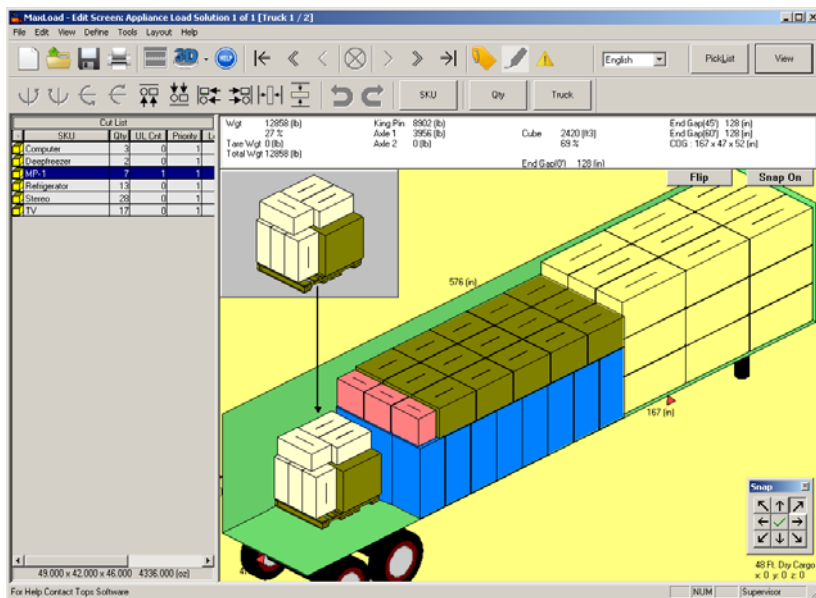 MaxLoad - Edit Screen: Appliance Load Solution 1 of 1 [Truck 1 / 2]
File Edit View Define Tools Layout Help
3D HELP English PickList View
SKU Qty Truck
Cut List
SKU Qty UL Cnt Priority
Computer 3 0 1
Deepfreezer 2 0 1
MP-1 7 1 1
Refrigerator 13 0 1
Stereo 28 0 1
TV 17 0 1
Wgt 12858 (lb) King Pin 8902 (lb) End Gap(45') 128 (in)
27 % Axle 1 3956 (lb) Cube 2420 (ft3) End Gap(60') 128 (in)
Tare Wgt 0 (lb) Axle 2 0 (lb) 69 % COG : 167 x 47 x 52 (in)
Total Wgt 12858 (lb)
End Gap(0') 128 (in)
Flip Snap On
576 (in)
167 (in)
Snap
48 Ft. Dry Cargo
x: 0 y: 0 z: 0
49.000 x 42.000 x 46.000 4336.000 (oz)
For Help Contact Tops Software NUM Supervisor